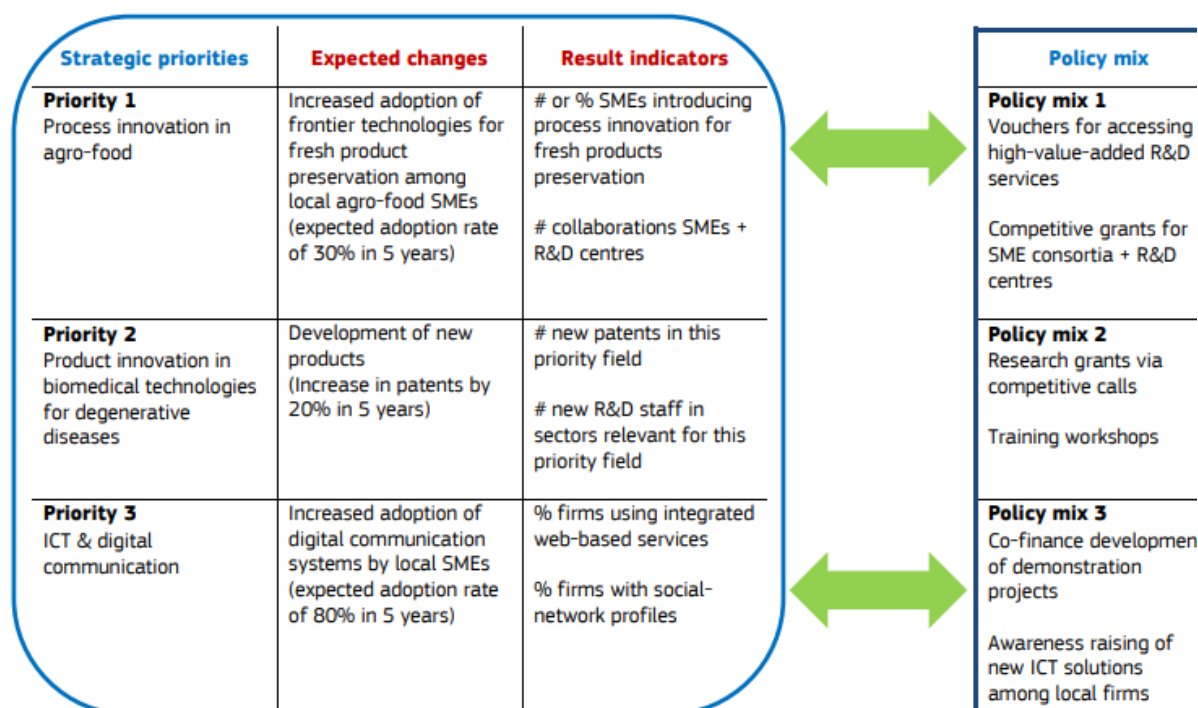 Strategic priorities
Expected changes
Result indicators
Policy mix
Priority 1
Process innovation in
agro-food
Increased adoption of
frontier technologies for
fresh product
preservation among
local agro-food SMEs
(expected adoption rate
of 30% in 5 years)
# or % SMEs introducing
process innovation for
fresh products
preservation
# collaborations SMEs +
R&D centres
Policy mix 1
Vouchers for accessing
high-value-added R&D
services
Competitive grants for
SME consortia + R&D
centres
Priority 2
Product innovation in
biomedical technologies
for degenerative
diseases
Development of new
products
(Increase in patents by
20% in 5 years)
# new patents in this
priority field
# new R&D staff in
sectors relevant for this
priority field
Policy mix 2
Research grants via
competitive calls
Training workshops
Priority 3
ICT & digital
communication
Increased adoption of
digital communication
systems by local SMEs
(expected adoption rate
of 80% in 5 years)
% firms using integrated
web-based services
% firms with social-
network profiles
Policy mix 3
Co-finance developmen
of demonstration
projects
Awareness raising of
new ICT solutions
among local firms